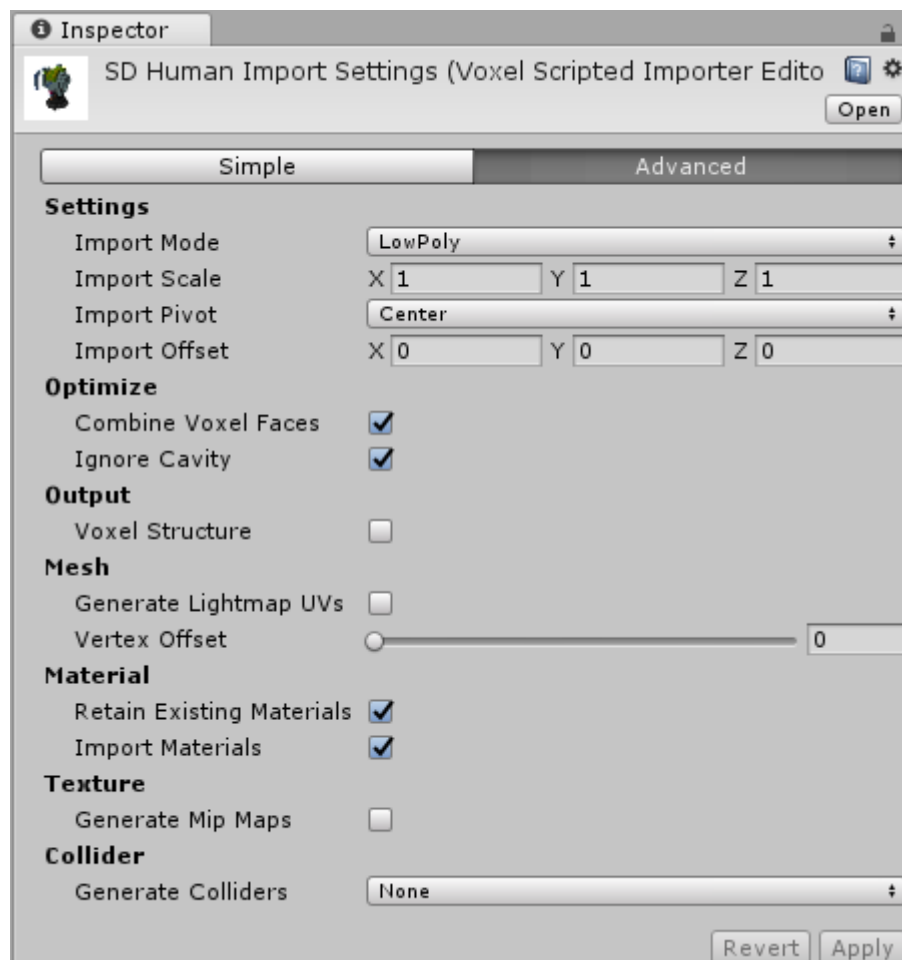 Inspector
SD Human Import Settings (Voxel Scripted Importer Edito
Open
Simple Advanced
Settings
Import Mode LowPoly
Import Scale X 1 Y 1 Z 1
Import Pivot Center
Import Offset X 0 Y 0 Z 0
Optimize
Combine Voxel Faces
Ignore Cavity
Output
Voxel Structure
Mesh
Generate Lightmap UVs
Vertex Offset 0
Material
Retain Existing Materials
Import Materials
Texture
Generate Mip Maps
Collider
Generate Colliders None
Revert Apply